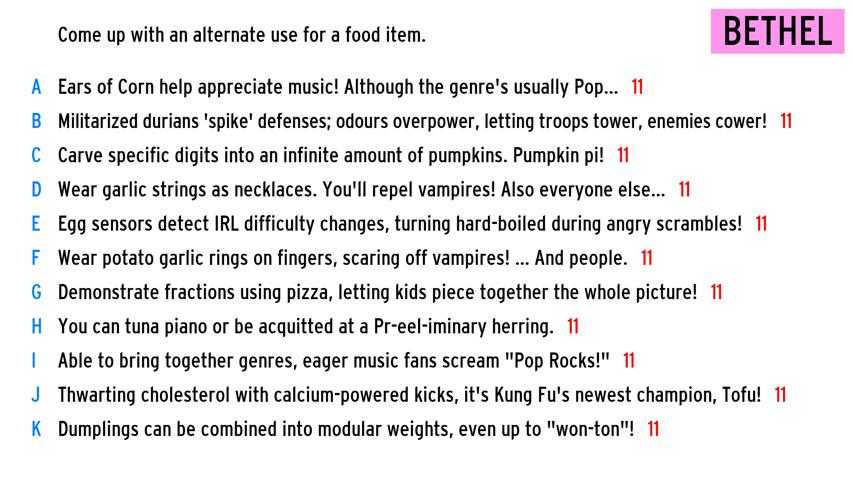 BETHEL
Come up with an alternate use for a food item.
A Ears of Corn help appreciate music! Although the genre's usually Pop... 11
B Militarized durians 'spike' defenses; odours overpower, letting troops tower, enemies cower! 11
C Carve specific digits into an infinite amount of pumpkins. Pumpkin pi! 11
D Wear garlic strings as necklaces. You'll repel vampires! Also everyone else... 11
E Egg sensors detect IRL difficulty changes, turning hard-boiled during angry scrambles! 11
F Wear potato garlic rings on fingers, scaring off vampires! ... And people. 11
G Demonstrate fractions using pizza, letting kids piece together the whole picture! 11
H You can tuna piano or be acquitted at a Pr-eel-iminary herring. 11
I Able to bring together genres, eager music fans scream "Pop Rocks!" 11
J Thwarting cholesterol with calcium-powered kicks, it's Kung Fu's newest champion, Tofu! 11
K Dumplings can be combined into modular weights, even up to "won-ton"! 11